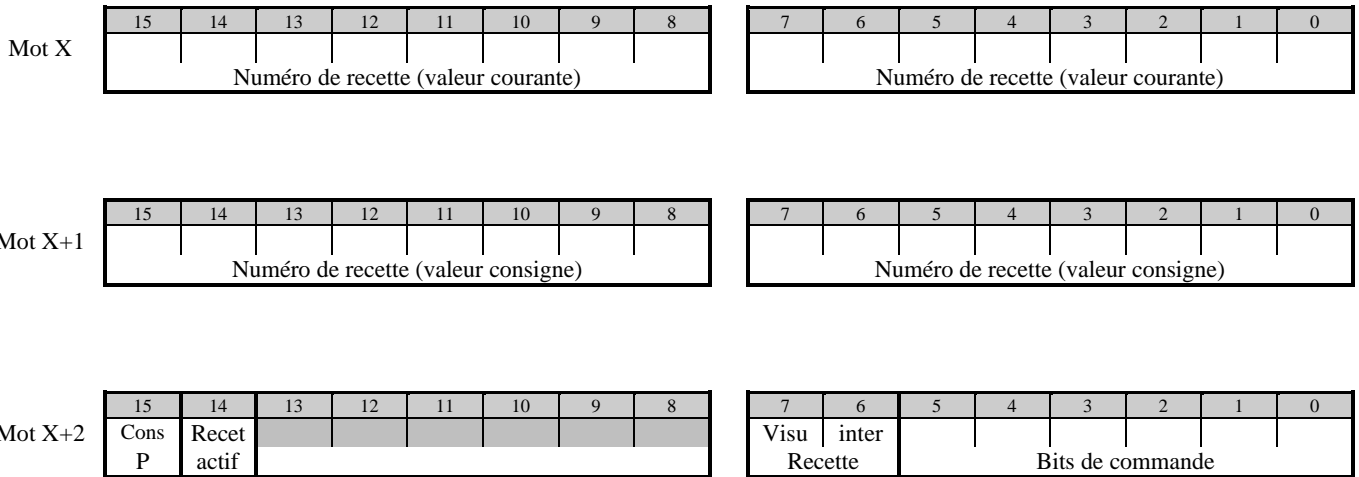 15 14 13 12 11 10 9 8 7 6 5 4 3 2 1 0
Mot X
Numéro de recette (valeur courante) Numéro de recette (valeur courante)
15 14 13 12 11 10 9 8 7 6 5 4 3 2 1 0
Mot X+1
Numéro de recette (valeur consigne) Numéro de recette (valeur consigne)
15 14 13 12 11 10 9 8 7 6 5 4 3 2 1 0
Mot X+2 Cons Recet Visu inter
P actif Recette Bits de commande